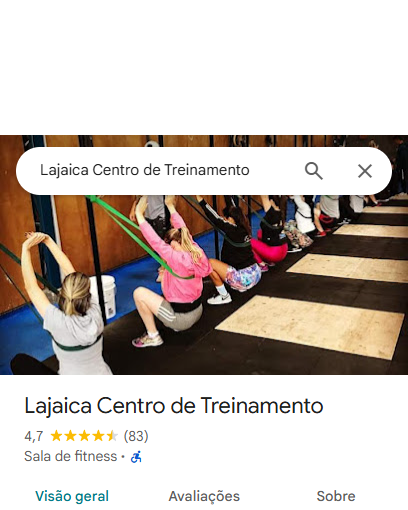 Lajaica Centro de Treinamento
Lajaica Centro de Treinamento
4,7 (83)
Sala de fitness ·
Visão geral Avaliações Sobre